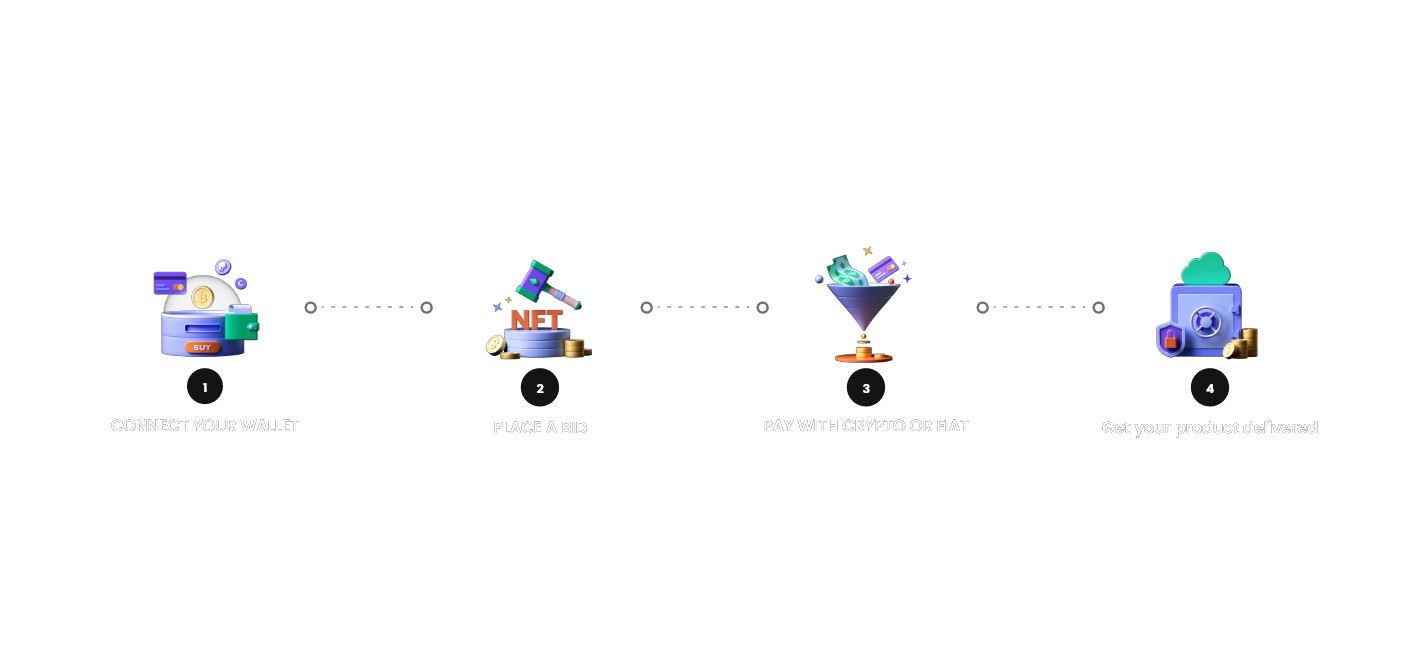 BUY
NFT
1
2
3
4
CONNECT YOUR WALLET
PLACE A BID
PAY WITH CRYPTO OR FIAT
Get your product delivered